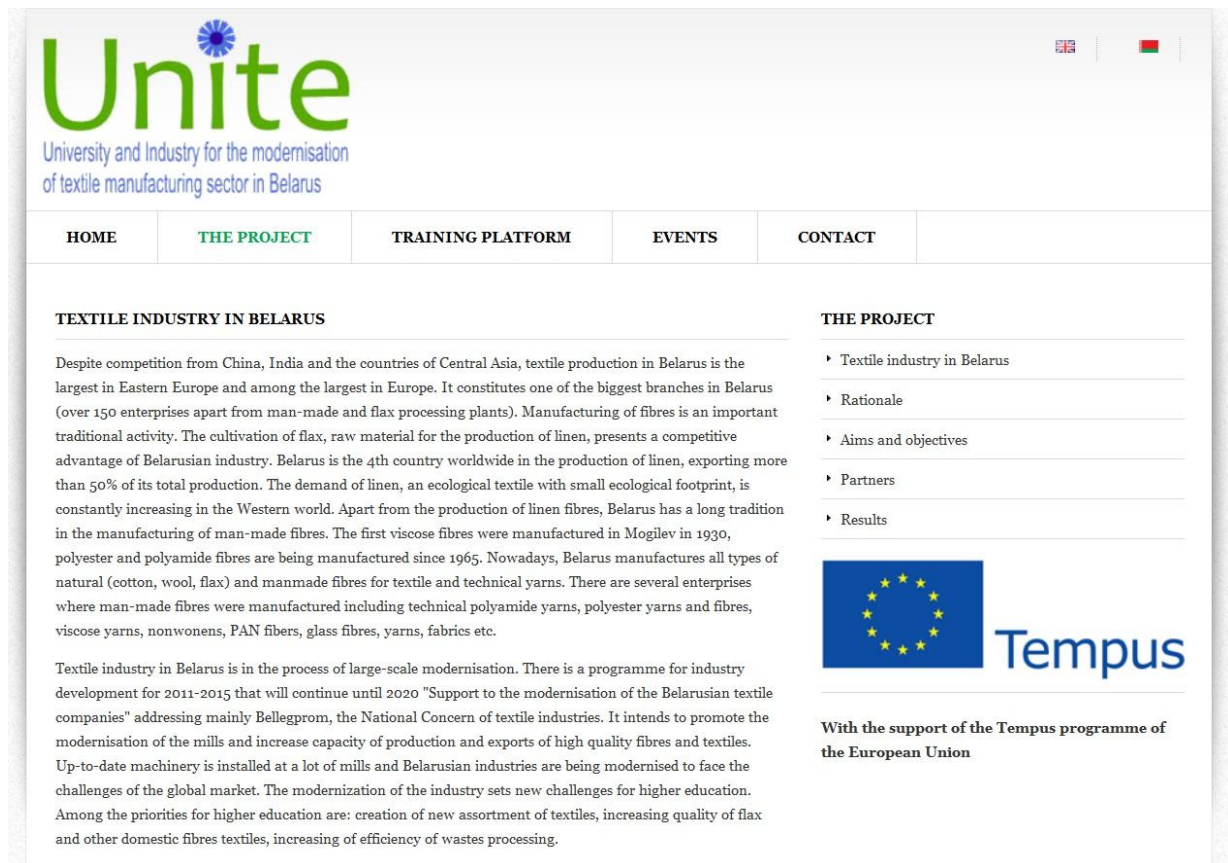 Unite
University and Industry for the modernisation
of textile manufacturing sector in Belarus
HOME
THE PROJECT
TRAINING PLATFORM
EVENTS
CONTACT
TEXTILE INDUSTRY IN BELARUS
Despite competition from China, India and the countries of Central Asia, textile production in Belarus is the
largest in Eastern Europe and among the largest in Europe. It constitutes one of the biggest branches in Belarus
(over 150 enterprises apart from man-made and flax processing plants). Manufacturing of fibres is an important
traditional activity. The cultivation of flax, raw material for the production of linen, presents a competitive
advantage of Belarusian industry. Belarus is the 4th country worldwide in the production of linen, exporting more
than 50% of its total production. The demand of linen, an ecological textile with small ecological footprint, is
constantly increasing in the Western world. Apart from the production of linen fibres, Belarus has a long tradition
in the manufacturing of man-made fibres. The first viscose fibres were manufactured in Mogilev in 1930,
polyester and polyamide fibres are being manufactured since 1965. Nowadays, Belarus manufactures all types of
natural (cotton, wool, flax) and manmade fibres for textile and technical yarns. There are several enterprises
where man-made fibres were manufactured including technical polyamide yarns, polyester yarns and fibres,
viscose yarns, nonwonens, PAN fibers, glass fibres, yarns, fabrics etc.
Textile industry in Belarus is in the process of large-scale modernisation. There is a programme for industry
development for 2011-2015 that will continue until 2020 "Support to the modernisation of the Belarusian textile
companies" addressing mainly Bellegprom, the National Concern of textile industries. It intends to promote the
modernisation of the mills and increase capacity of production and exports of high quality fibres and textiles.
Up-to-date machinery is installed at a lot of mills and Belarusian industries are being modernised to face the
challenges of the global market. The modernization of the industry sets new challenges for higher education.
Among the priorities for higher education are: creation of new assortment of textiles, increasing quality of flax
and other domestic fibres textiles, increasing of efficiency of wastes processing.
THE PROJECT
Textile industry in Belarus
Rationale
Aims and objectives
Partners
Results
Tempus
With the support of the Tempus programme of
the European Union